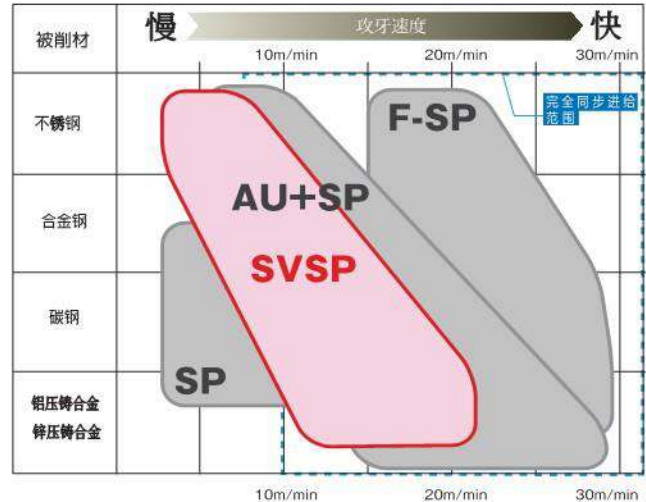 被削材
慢 攻牙速度 快
10m/min 20m/min 30m/min
不锈钢
F-SP
完全同步进给
范围
合金钢
AU+SP
SVSP
碳钢
SP
铝压铸合金
锌压铸合金
10m/min 20m/min 30m/min